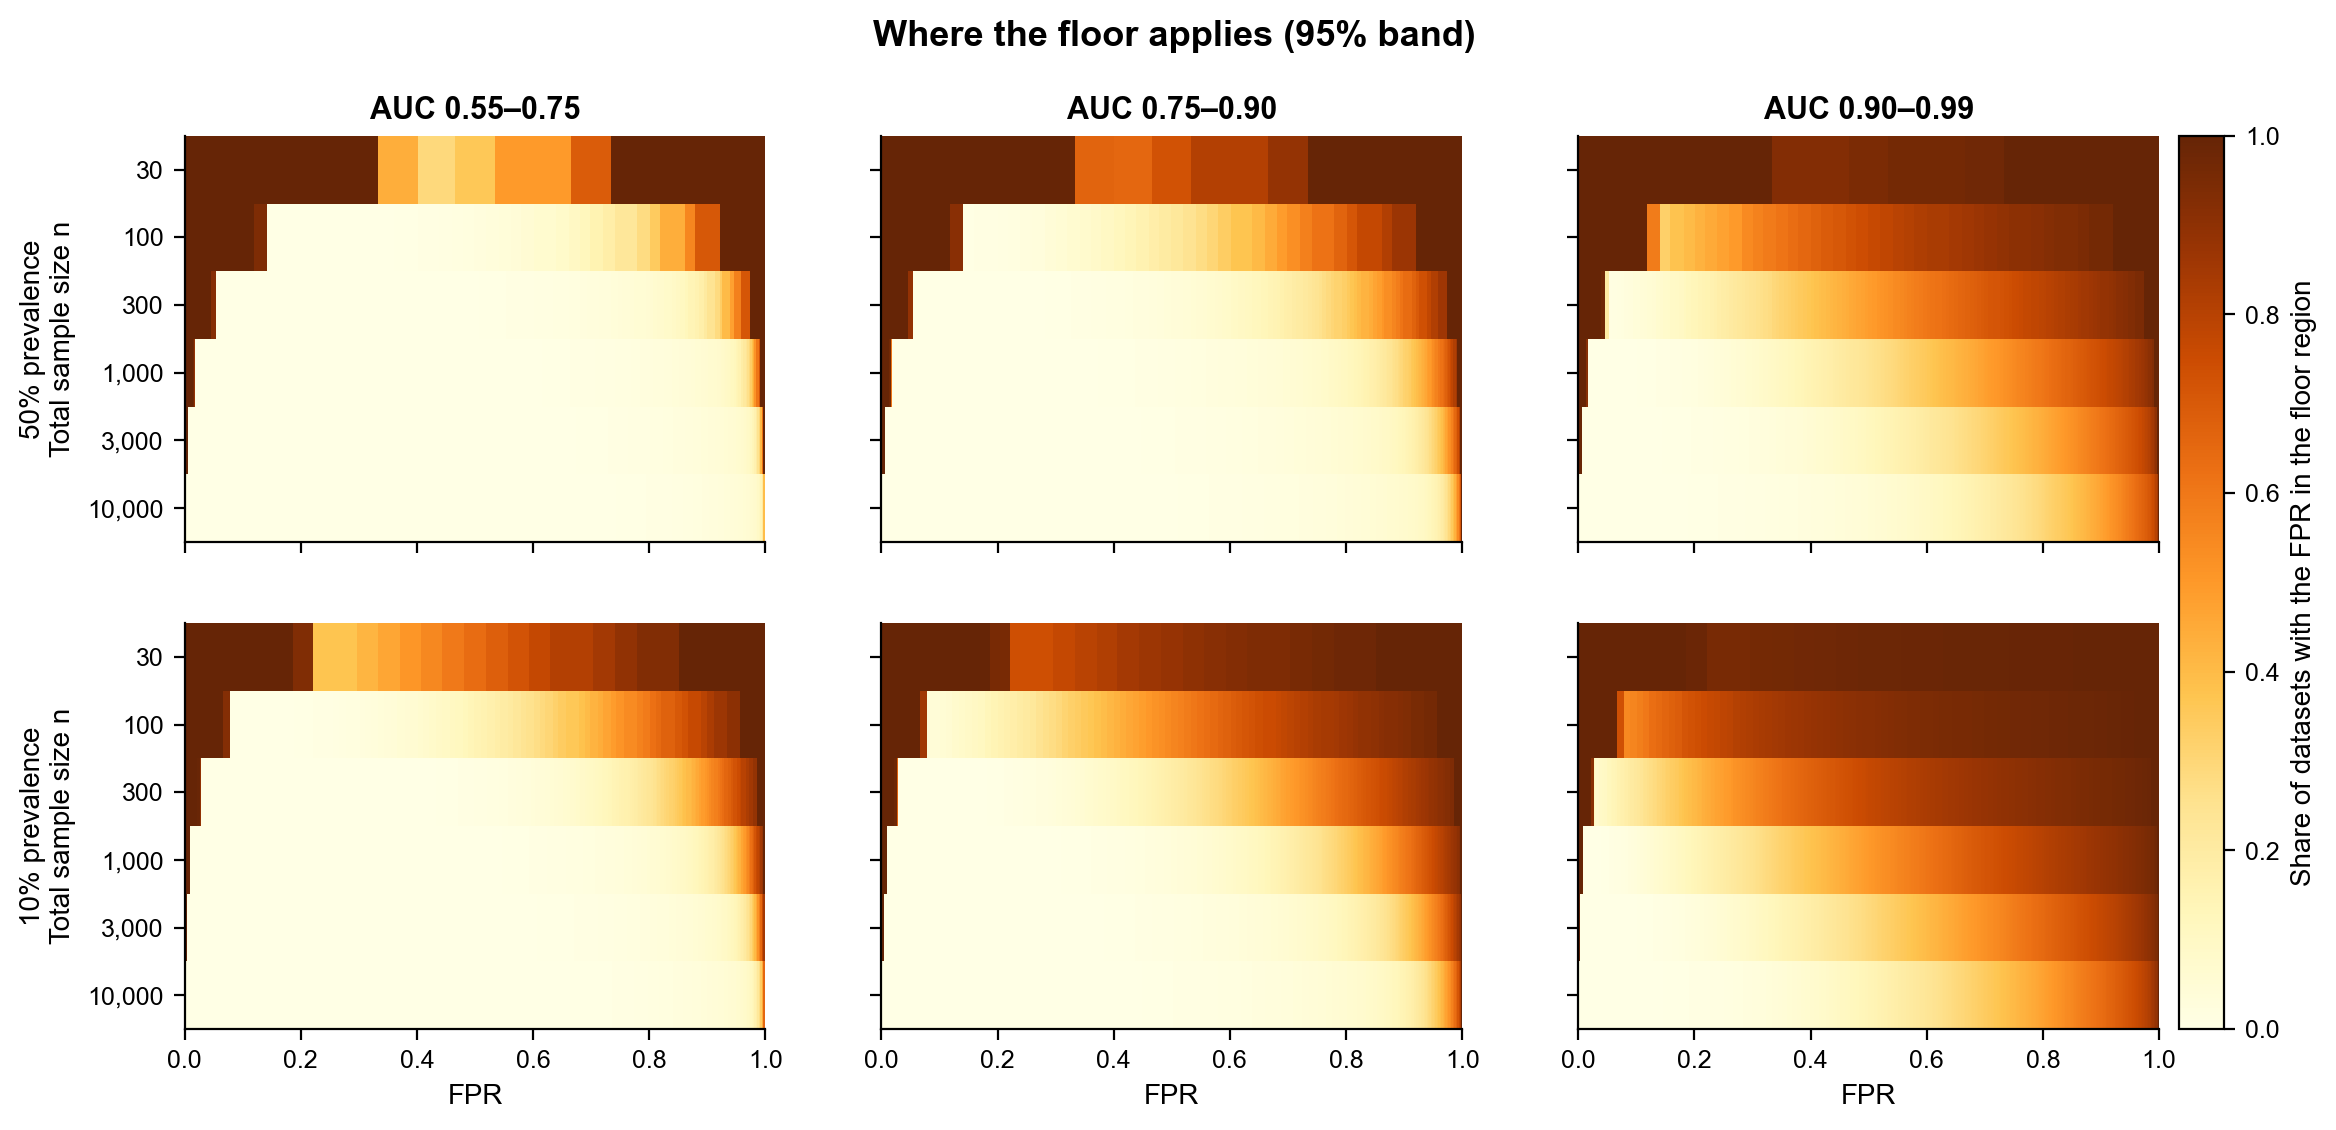 Where the floor applies (95% band)
AUC 0.55–0.75
AUC 0.75–0.90
AUC 0.90–0.99
50% prevalence
Total sample size n
30
100
300
1,000
3,000
10,000
10% prevalence
Total sample size n
30
100
300
1,000
3,000
10,000
0.0 0.2 0.4 0.6 0.8 1.0
FPR
0.0 0.2 0.4 0.6 0.8 1.0
FPR
0.0 0.2 0.4 0.6 0.8 1.0
FPR
1.0
0.8
0.6
0.4
0.2
0.0
Share of datasets with the FPR in the floor region